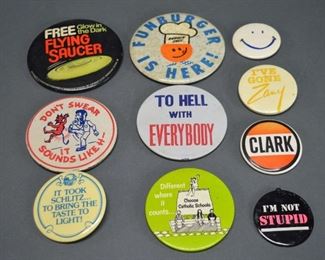 FREE
Glow in
the Dark
FLYING
SAUCER
FUNBURGER
IS HERE!
I'VE
GONE
Zany
DON'T SWEAR
IT
SOUNDS LIKE H—
TO HELL
WITH
EVERYBODY
CLARK
IT TOOK
SCHLITZ
TO BRING THE
TASTE TO
LIGHT!
Different
where it
counts...
Choose
Catholic Schools
I'M NOT
STUPID